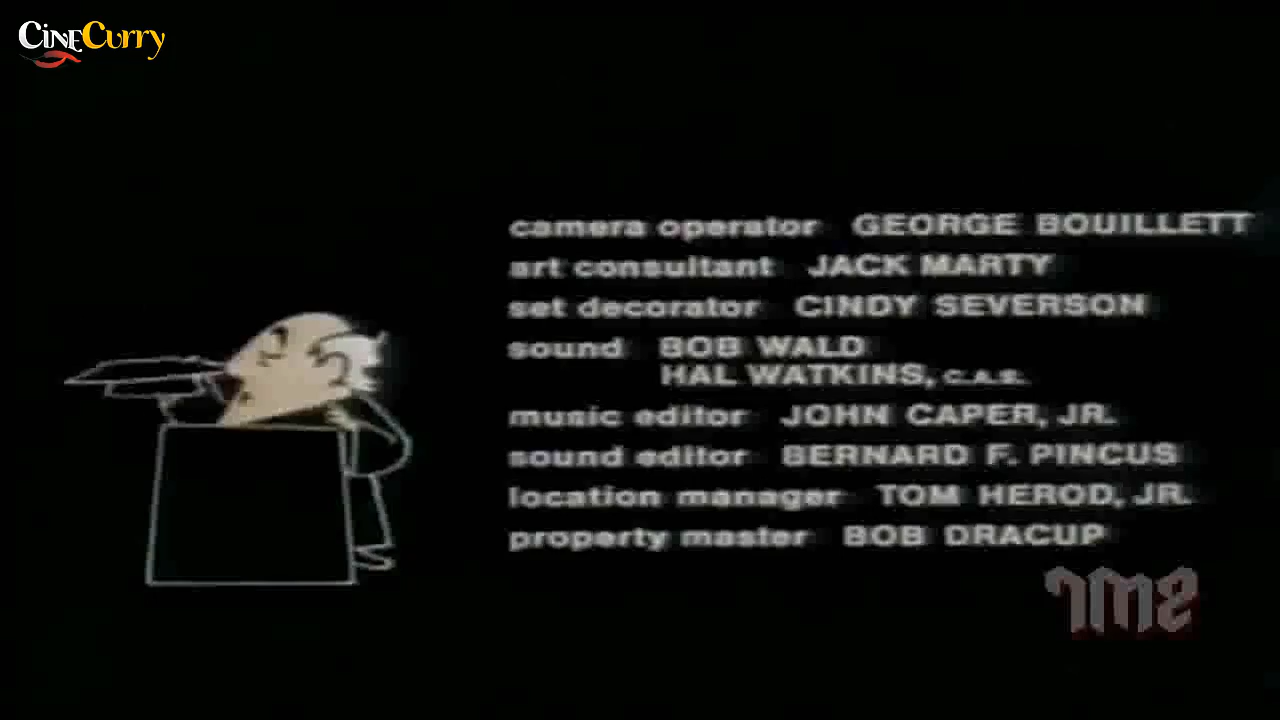 CINECURRY
camera operator GEORGE BOUILLETT
art consultant JACK MARTY
set decorator CINDY SEVERSON
sound BOB WALD
HAL WATKINS, C.A.S.
music editor JOHN CAPER, JR.
sound editor BERNARD F. PINCUS
location manager TOM HEROD, JR.
property master BOB DRACUP